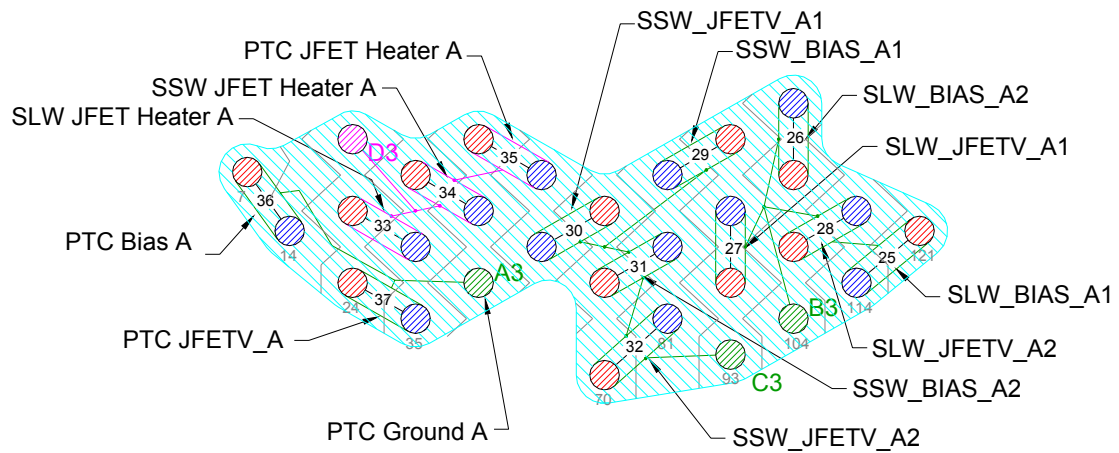 SSW_JFETV_A1
PTC JFET Heater A
SSW_BIAS_A1
SSW JFET Heater A
SLW_BIAS_A2
SLW JFET Heater A
SLW_JFETV_A1
D3
35
29
26
7
36
34
33
30
27
28
121
PTC Bias A
14
31
25
A3
24
37
B3
114
SLW_BIAS_A1
PTC JFETV_A
35
32
81
104
SLW_JFETV_A2
93
C3
70
SSW_BIAS_A2
PTC Ground A
SSW_JFETV_A2